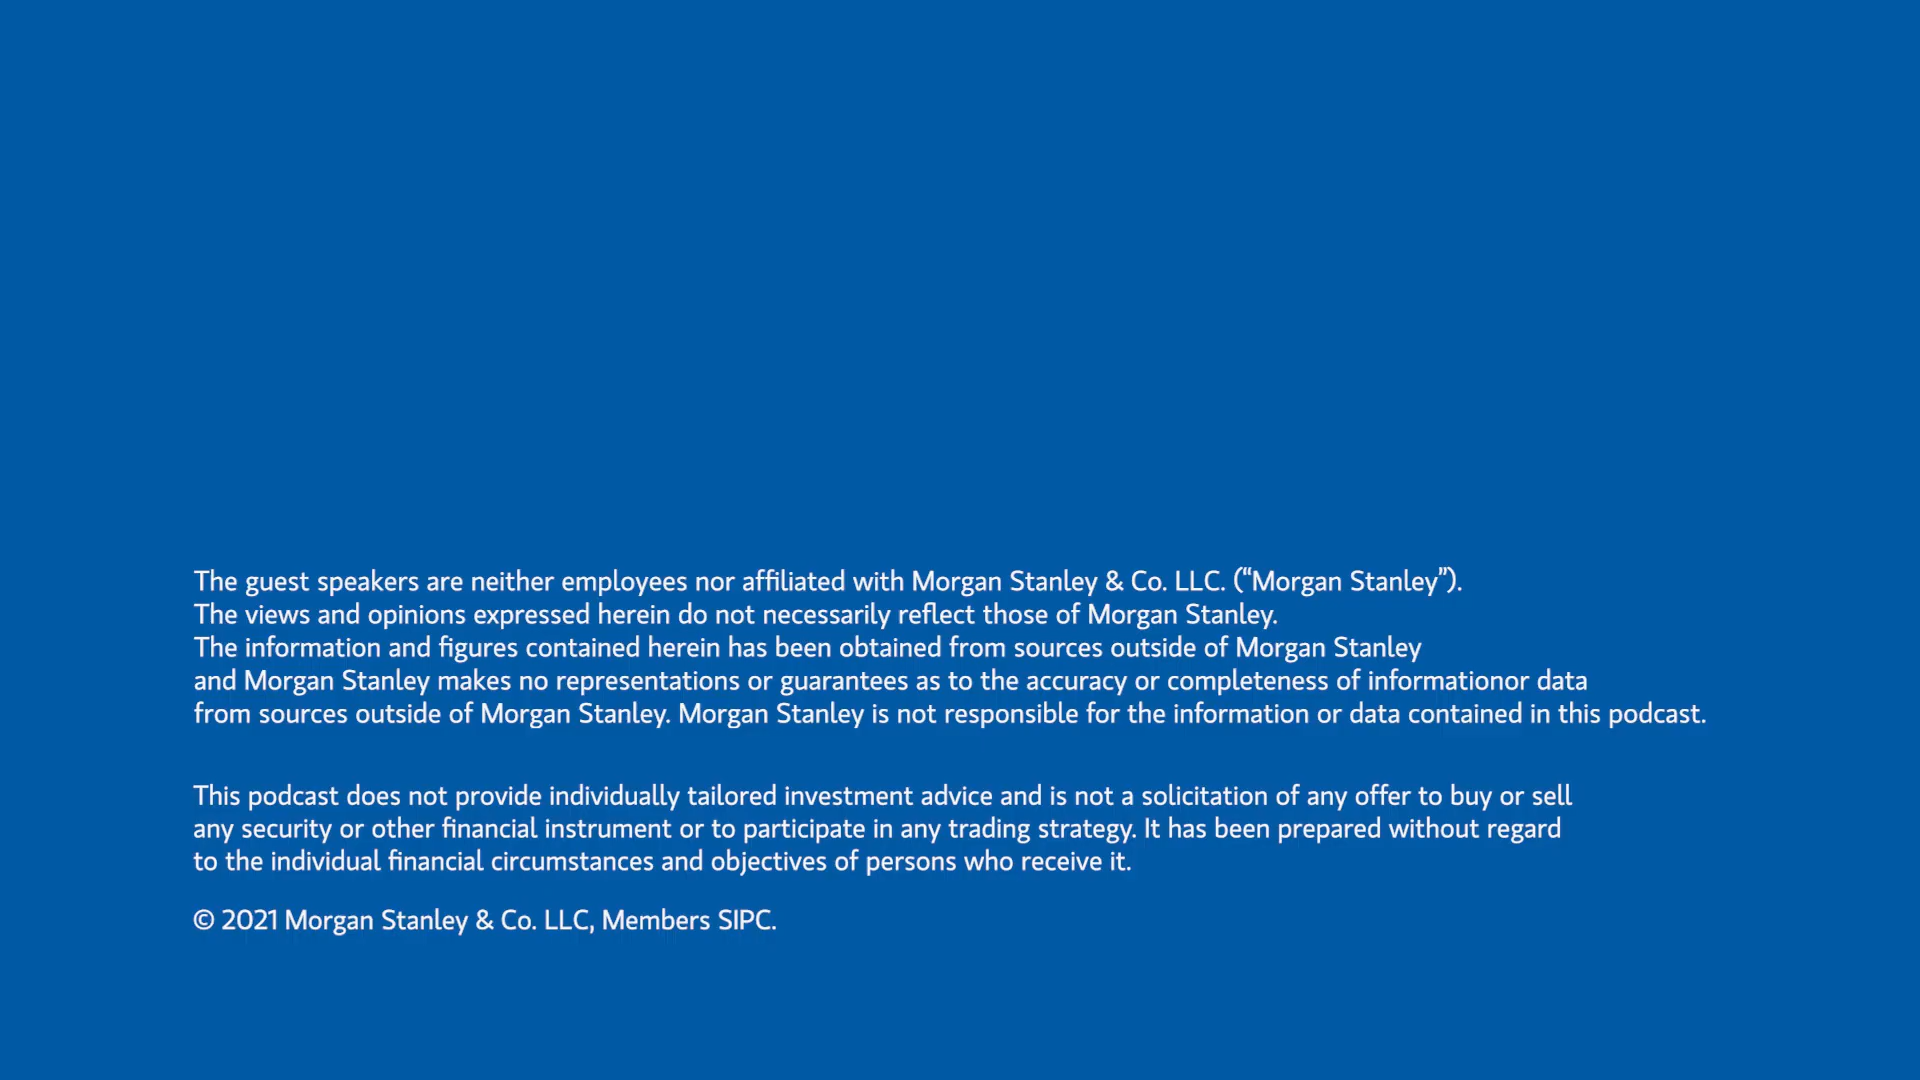 The guest speakers are neither employees nor affiliated with Morgan Stanley & Co. LLC. (“Morgan Stanley”).
The views and opinions expressed herein do not necessarily reflect those of Morgan Stanley.
The information and figures contained herein has been obtained from sources outside of Morgan Stanley
and Morgan Stanley makes no representations or guarantees as to the accuracy or completeness of informationor data
from sources outside of Morgan Stanley. Morgan Stanley is not responsible for the information or data contained in this podcast.
This podcast does not provide individually tailored investment advice and is not a solicitation of any offer to buy or sell
any security or other financial instrument or to participate in any trading strategy. It has been prepared without regard
to the individual financial circumstances and objectives of persons who receive it.
© 2021 Morgan Stanley & Co. LLC, Members SIPC.